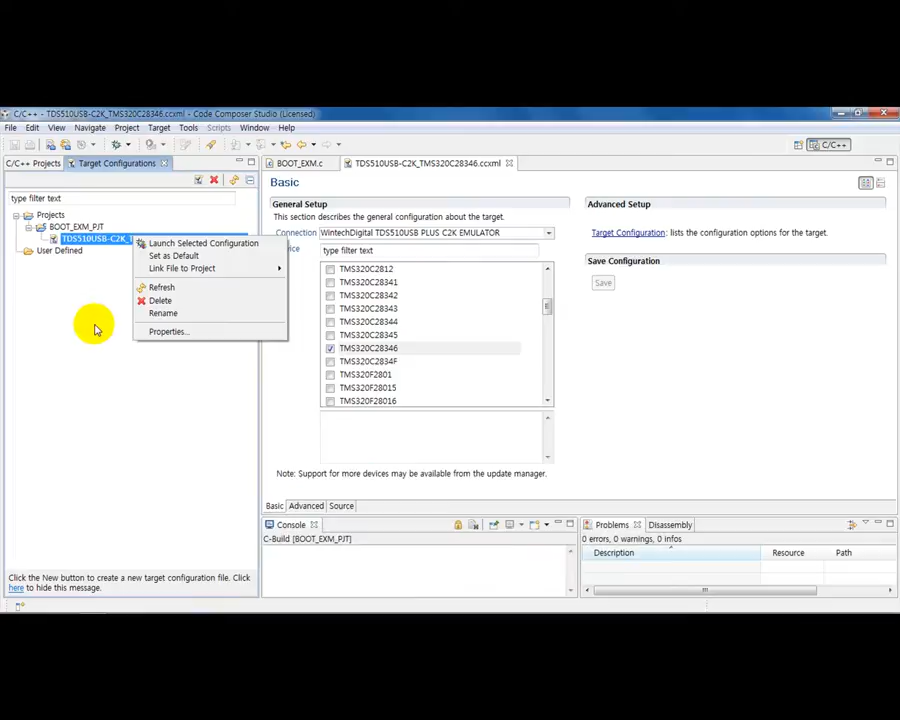 C/C++ - TDS510USB-C2K_TMS320C28346.ccxml - Code Composer Studio (Licensed)
File Edit View Navigate Project Target Tools Scripts Run Window Help
C/C++
C/C++ Projects Target Configurations
type filter text
Projects
BOOT_EXM_PJT
TDS510USB-C2K_T
User Defined
Launch Selected Configuration
Set as Default
Link File to Project
Refresh
Delete
Rename
Properties...
Click the New button to create a new target configuration file. Click
here to hide this message.
BOOT_EXM.c TDS510USB-C2K_TMS320C28346.ccxml
Basic
General Setup
This section describes the general configuration about the target.
Connection WintechDigital TDS510USB PLUS C2K EMULATOR
evice type filter text
TMS320C2812
TMS320C28341
TMS320C28342
TMS320C28343
TMS320C28344
TMS320C28345
TMS320C28346
TMS320C2834F
TMS320F2801
TMS320F28015
TMS320F28016
Note: Support for more devices may be available from the update manager.
Advanced Setup
Target Configuration: lists the configuration options for the target.
Save Configuration
Save
Basic Advanced Source
Console
C-Build [BOOT_EXM_PJT]
Problems Disassembly
0 errors, 0 warnings, 0 infos
Description Resource Path